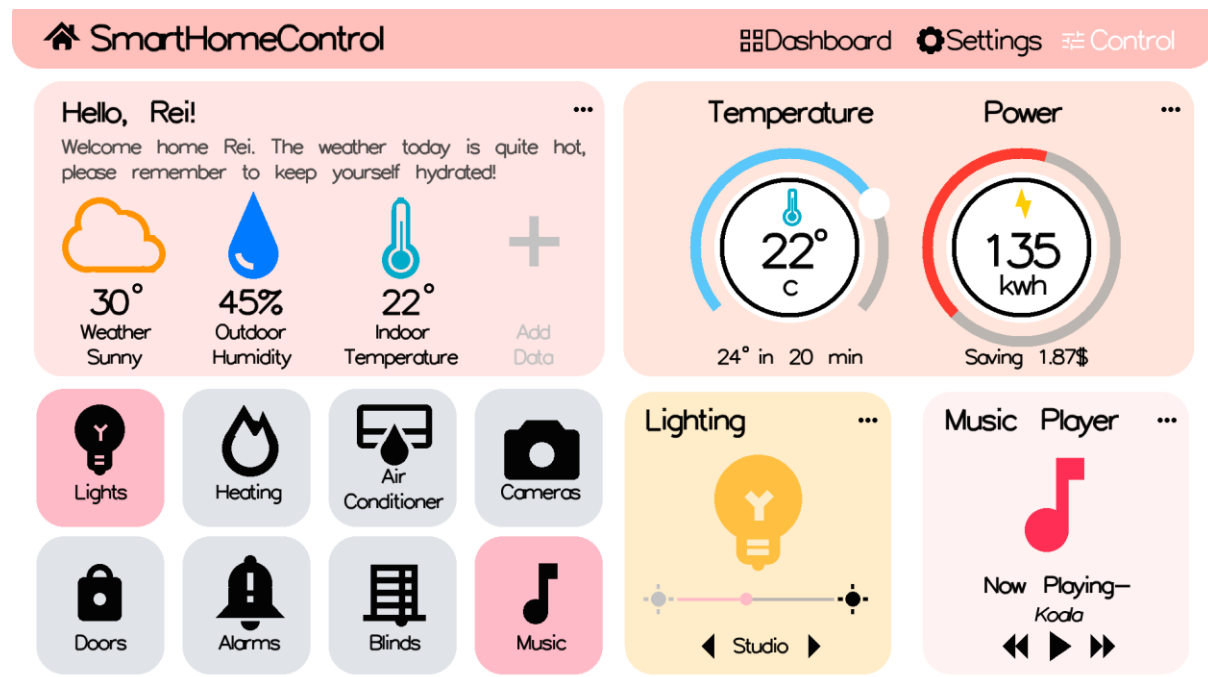 SmartHomeControl
Dashboard
Settings
Control
Hello, Rei!
Welcome home Rei. The weather today is quite hot,
please remember to keep yourself hydrated!
30°
Weather
Sunny
45%
Outdoor
Humidity
22°
Indoor
Temperature
Add
Data
Temperature
22°
c
24° in 20 min
Power
135
kwh
Saving 1.87$
Lights
Heating
Air
Conditioner
Cameras
Doors
Alarms
Blinds
Music
Lighting
Studio
Music Player
Now Playing—
Koala